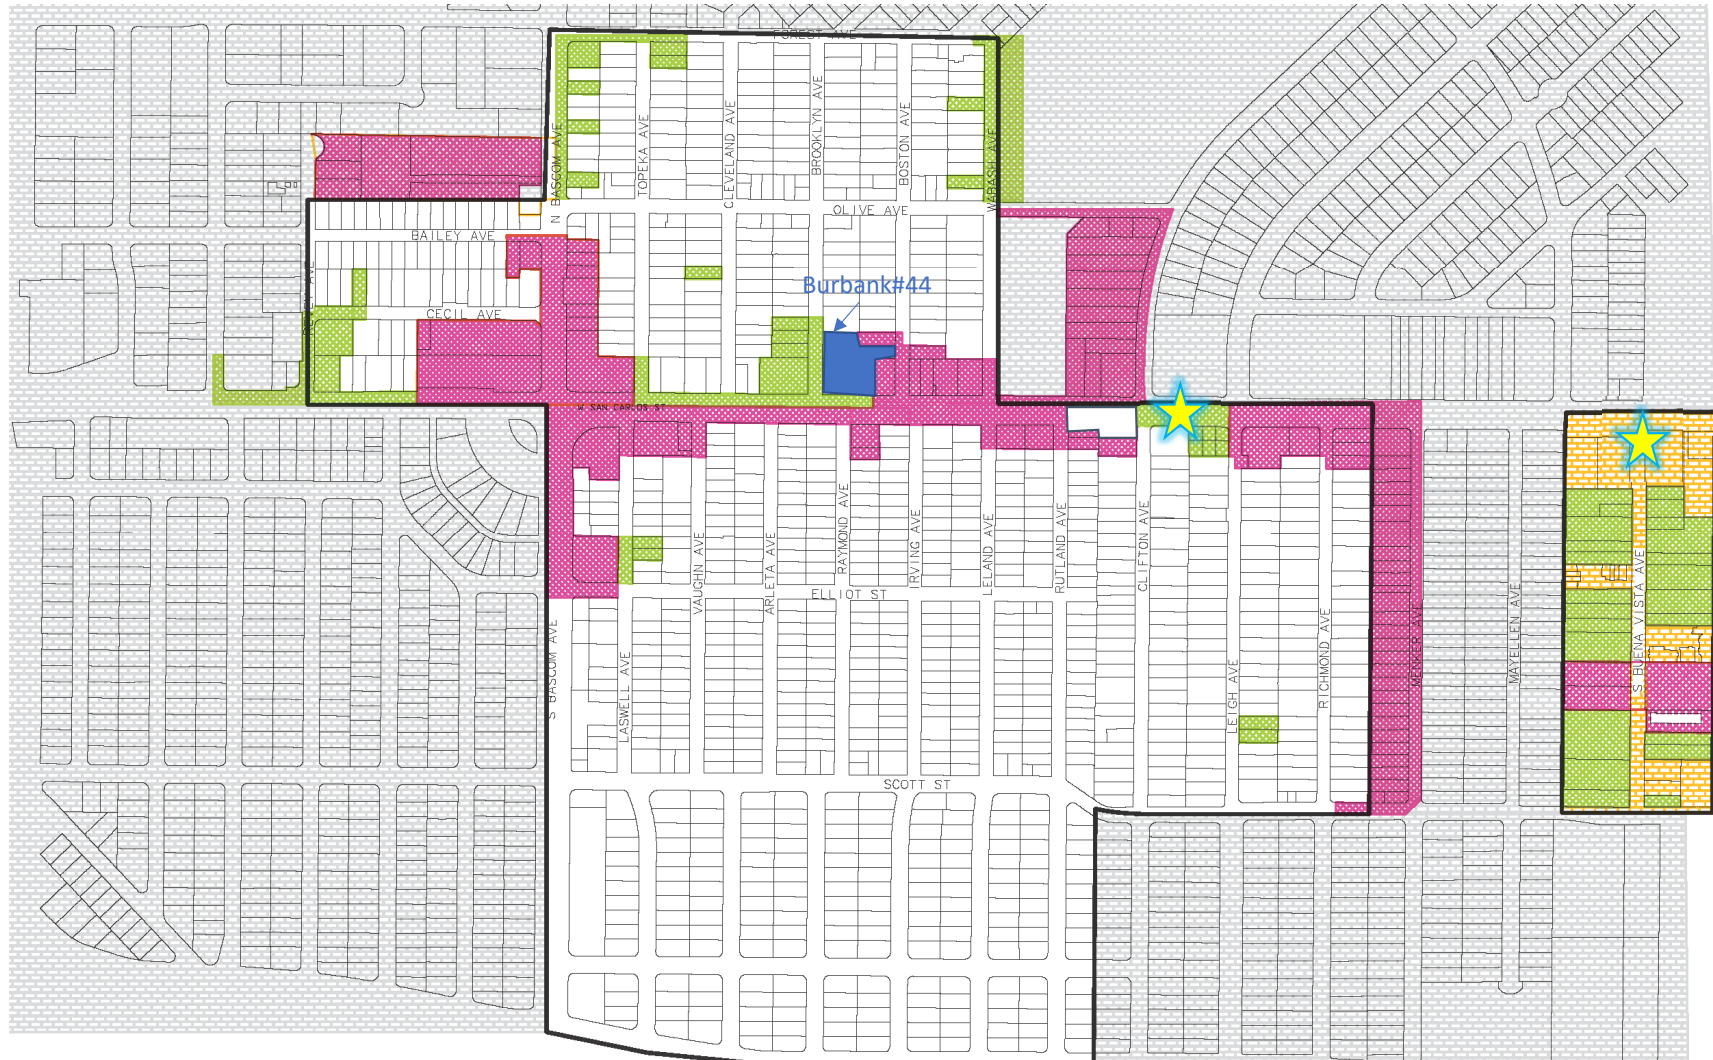 FOREST AVE
N BASCOM AVE
TOPEKA AVE
CLEVELAND AVE
BROOKLYN AVE
BOSTON AVE
WABASH AVE
OLIVE AVE
BAILEY AVE
Burbank#44
CECIL AVE
W SAN CARLOS ST
S BASCOM AVE
LASWELL AVE
VAUGHN AVE
ARLETA AVE
RAYMOND AVE
IRVING AVE
LELAND AVE
RUTLAND AVE
CLIFTON AVE
LEIGH AVE
RICHMOND AVE
MENKER AVE
MAYELLEN AVE
S BUENA VISTA AVE
ELLIOT ST
SCOTT ST